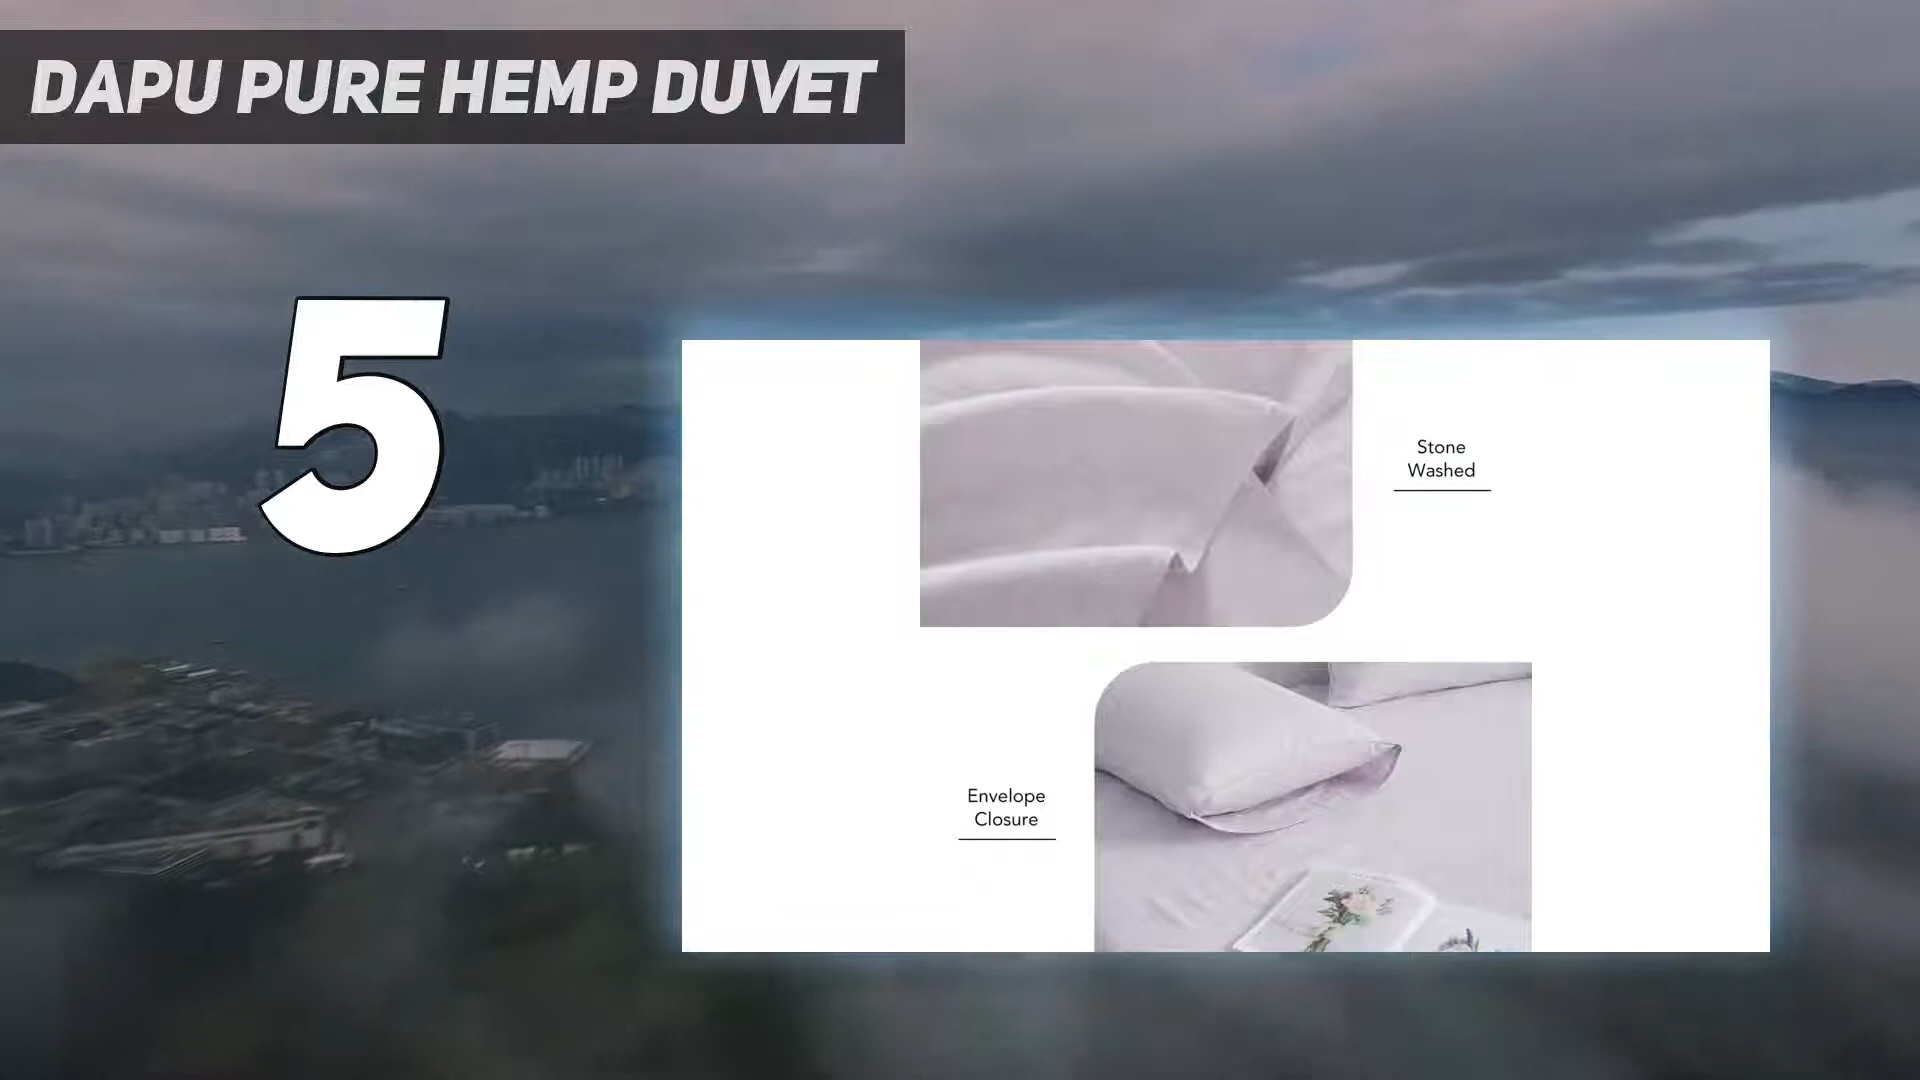 DAPU PURE HEMP DUVET
5
Stone
Washed
Envelope
Closure